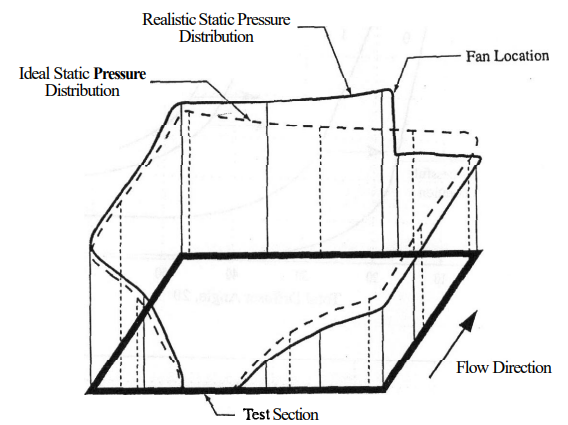 Realistic Static Pressure
Distribution
Fan Location
Ideal Static Pressure
Distribution
Flow Direction
Test Section